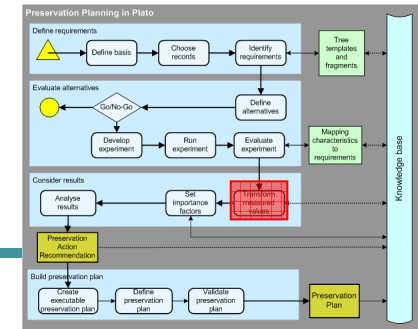 Preservation Planning in Plato
Define requirements
Define basis
Choose
records
Identify
requirements
Tree
templates
and
fragments
Evaluate alternatives
Go/No-Go
Define
alternatives
Develop
experiment
Run
experiment
Evaluate
experiment
Mapping
characteristics
to
requirements
Knowledge base
Consider results
Analyse
results
Set
importance
factors
Transform
measured
values
Preservation
Action
Recommendation
Build preservation plan
Create
executable
preservation plan
Define
preservation
plan
Validate
preservation
plan
Preservation
Plan